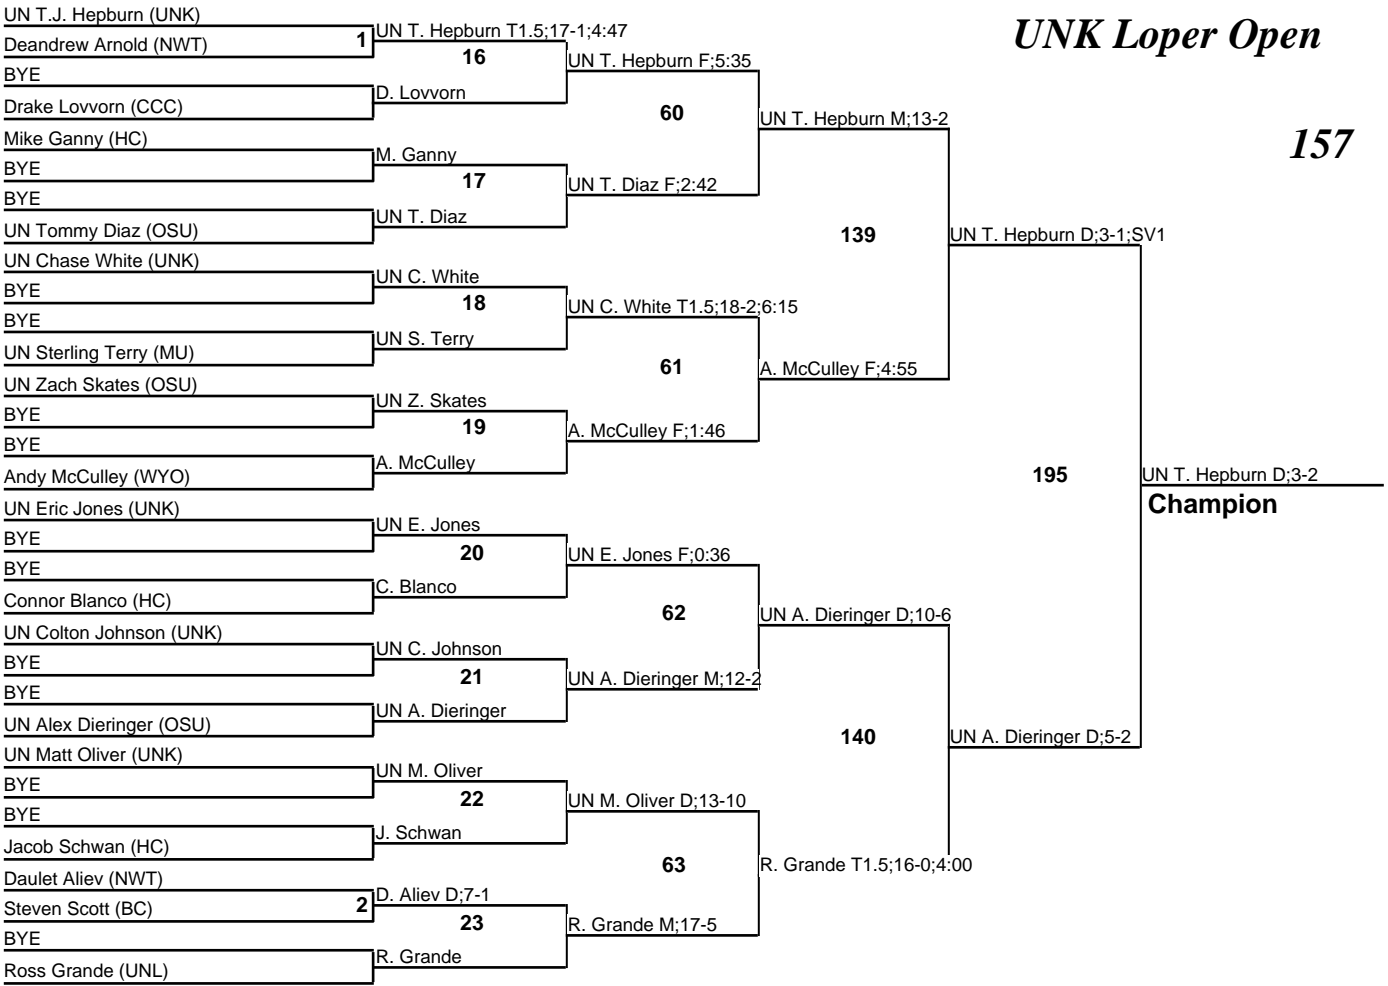 UNK Loper Open
157
UN T.J. Hepburn (UNK)
Deandrew Arnold (NWT)
BYE
Drake Lovvorn (CCC)
Mike Ganny (HC)
BYE
BYE
UN Tommy Diaz (OSU)
UN Chase White (UNK)
BYE
BYE
UN Sterling Terry (MU)
UN Zach Skates (OSU)
BYE
BYE
Andy McCulley (WYO)
UN Eric Jones (UNK)
BYE
BYE
Connor Blanco (HC)
UN Colton Johnson (UNK)
BYE
BYE
UN Alex Dieringer (OSU)
UN Matt Oliver (UNK)
BYE
BYE
Jacob Schwan (HC)
Daulet Aliev (NWT)
Steven Scott (BC)
BYE
Ross Grande (UNL)
1
2
UN T. Hepburn T1.5;17-1;4:47
16
D. Lovvorn
M. Ganny
17
UN T. Diaz
UN C. White
18
UN S. Terry
UN Z. Skates
19
A. McCulley
UN E. Jones
20
C. Blanco
UN C. Johnson
21
UN A. Dieringer
UN M. Oliver
22
J. Schwan
D. Aliev D;7-1
23
R. Grande
UN T. Hepburn F;5:35
60
UN T. Diaz F;2:42
UN C. White T1.5;18-2;6:15
61
A. McCulley F;1:46
UN E. Jones F;0:36
62
UN A. Dieringer M;12-2
UN M. Oliver D;13-10
63
R. Grande M;17-5
UN T. Hepburn M;13-2
139
A. McCulley F;4:55
UN A. Dieringer D;10-6
140
R. Grande T1.5;16-0;4:00
UN T. Hepburn D;3-1;SV1
195
UN A. Dieringer D;5-2
UN T. Hepburn D;3-2
Champion